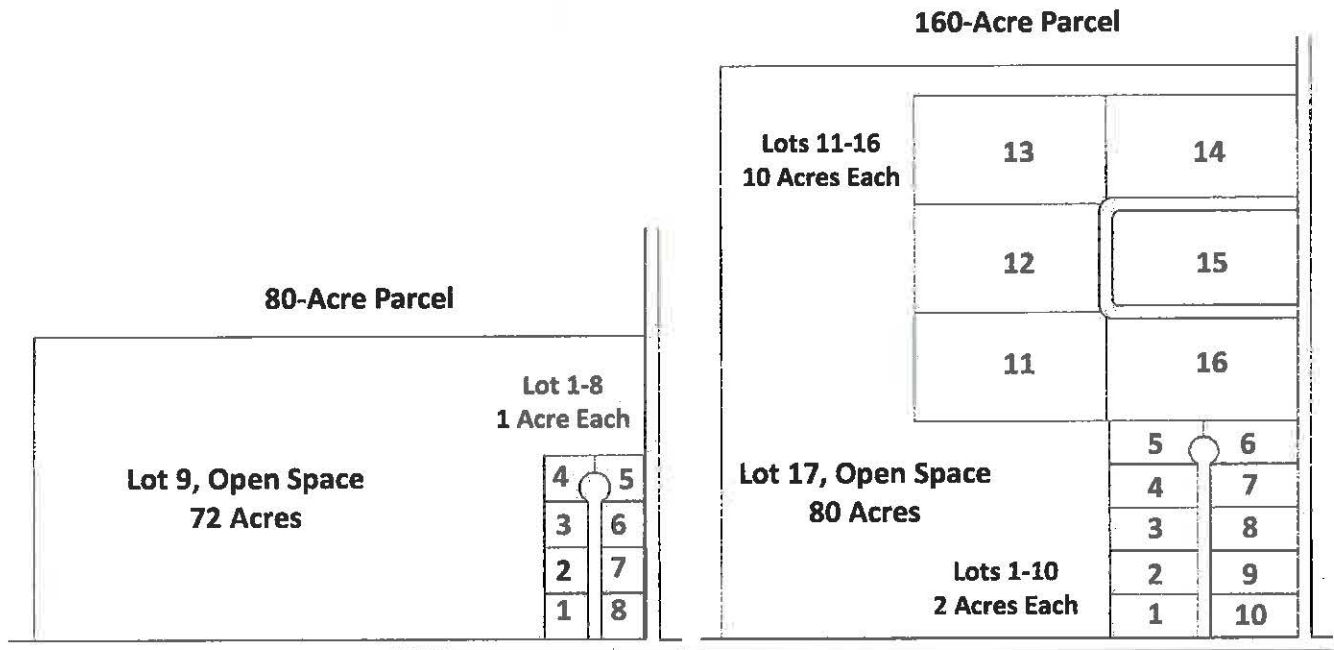 80-Acre Parcel
Lot 1-8
1 Acre Each
Lot 9, Open Space
72 Acres
4
5
3
6
2
7
1
8
160-Acre Parcel
Lots 11-16
10 Acres Each
13
14
12
15
11
16
Lot 17, Open Space
80 Acres
Lots 1-10
2 Acres Each
5
6
4
7
3
8
2
9
1
10